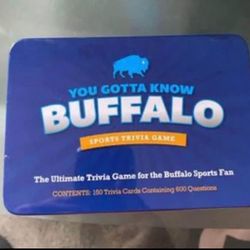 YOU GOTTA KNOW
BUFFALO
SPORTS TRIVIA GAME
The Ultimate Trivia Game for the Buffalo Sports Fan
CONTENTS: 150 Trivia Cards Containing 600 Questions